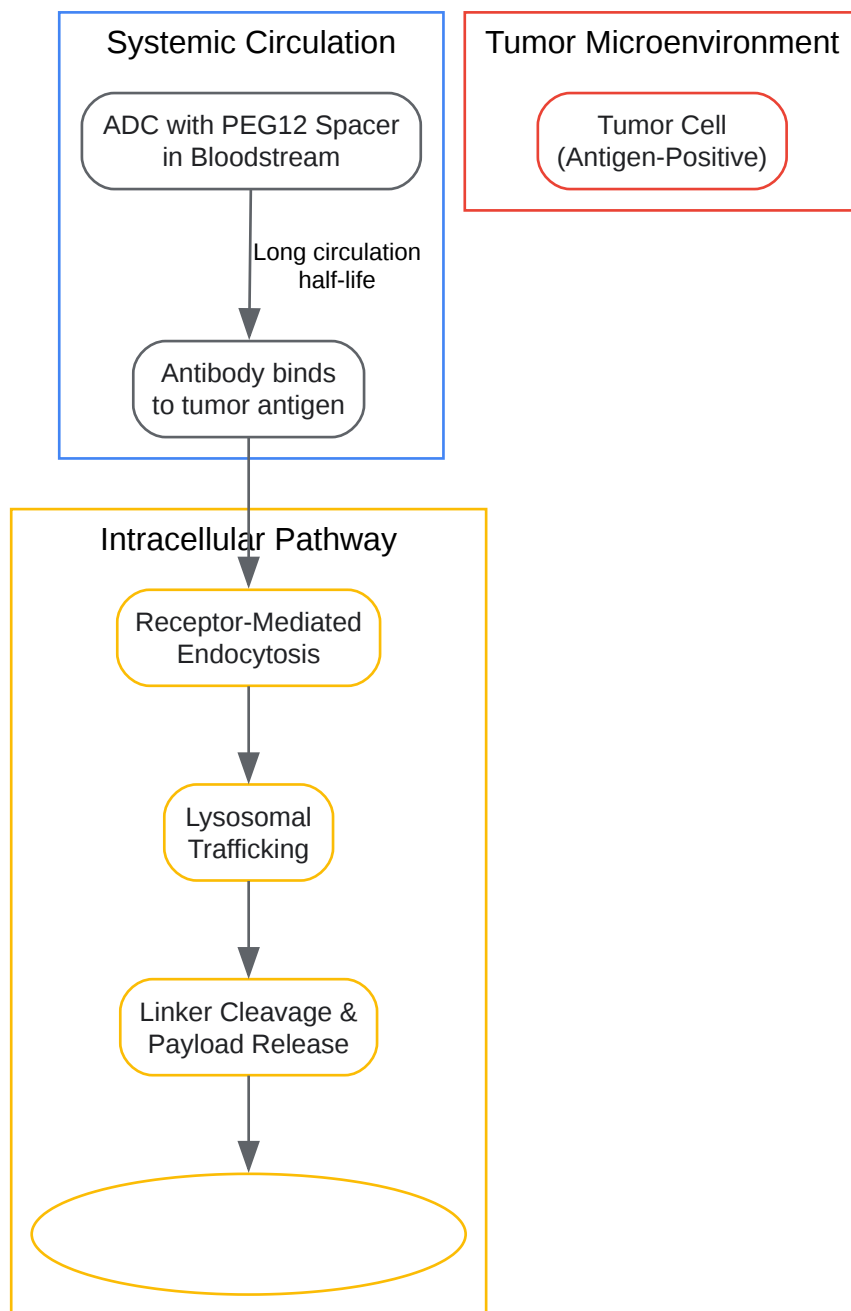 Systemic Circulation
ADC with PEG12 Spacer
in Bloodstream
Long circulation
half-life
Antibody binds
to tumor antigen
Tumor Microenvironment
Tumor Cell
(Antigen-Positive)
Intracellular Pathway
Receptor-Mediated
Endocytosis
Lysosomal
Trafficking
Linker Cleavage &
Payload Release